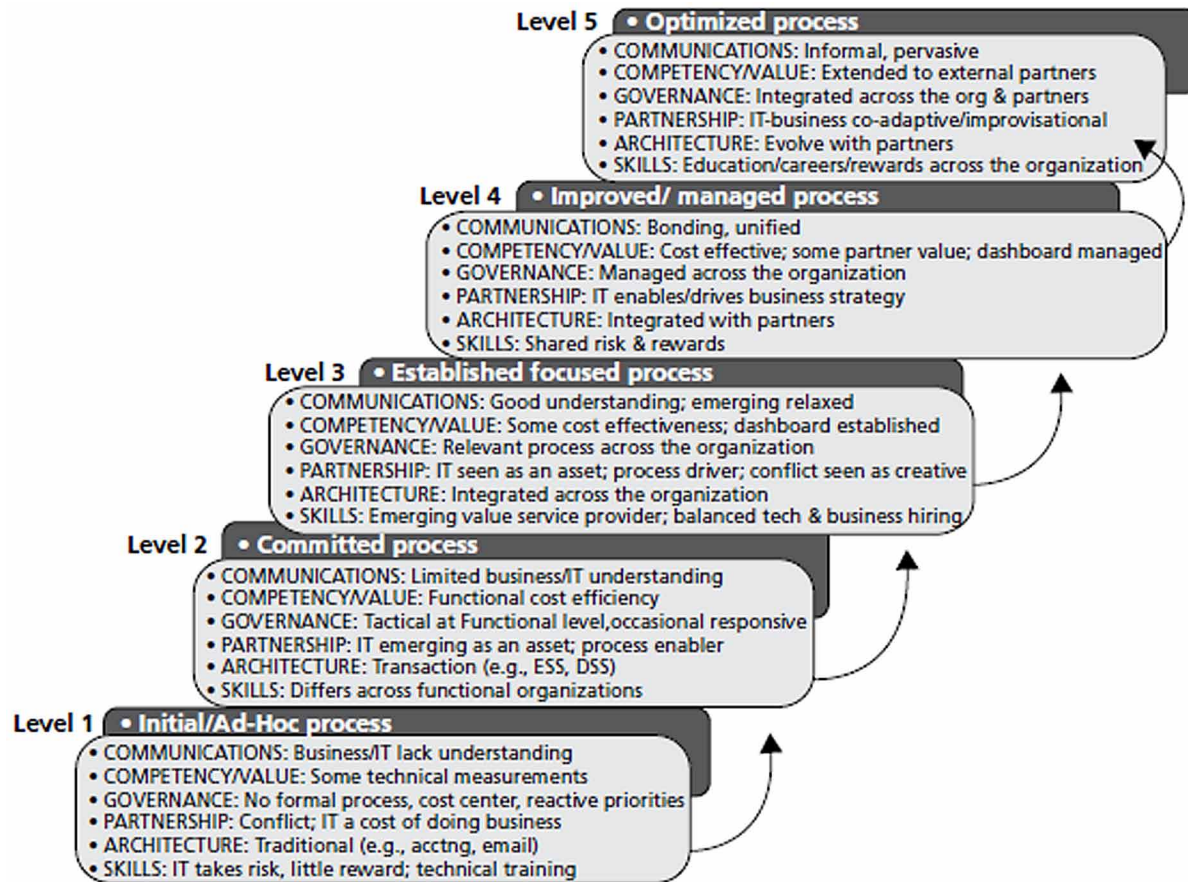 Level 5 • Optimized process
• COMMUNICATIONS: Informal, pervasive
• COMPETENCY/VALUE: Extended to external partners
• GOVERNANCE: Integrated across the org & partners
• PARTNERSHIP: IT-business co-adaptive/improvisational
• ARCHITECTURE: Evolve with partners
• SKILLS: Education/careers/rewards across the organization
Level 4 • Improved/ managed process
• COMMUNICATIONS: Bonding, unified
• COMPETENCY/VALUE: Cost effective; some partner value; dashboard managed
• GOVERNANCE: Managed across the organization
• PARTNERSHIP: IT enables/drives business strategy
• ARCHITECTURE: Integrated with partners
• SKILLS: Shared risk & rewards
Level 3 • Established focused process
• COMMUNICATIONS: Good understanding; emerging relaxed
• COMPETENCY/VALUE: Some cost effectiveness; dashboard established
• GOVERNANCE: Relevant process across the organization
• PARTNERSHIP: IT seen as an asset; process driver; conflict seen as creative
• ARCHITECTURE: Integrated across the organization
• SKILLS: Emerging value service provider; balanced tech & business hiring
Level 2 • Committed process
• COMMUNICATIONS: Limited business/IT understanding
• COMPETENCY/VALUE: Functional cost efficiency
• GOVERNANCE: Tactical at Functional level,occasional responsive
• PARTNERSHIP: IT emerging as an asset; process enabler
• ARCHITECTURE: Transaction (e.g., ESS, DSS)
• SKILLS: Differs across functional organizations
Level 1 • Initial/Ad-Hoc process
• COMMUNICATIONS: Business/IT lack understanding
• COMPETENCY/VALUE: Some technical measurements
• GOVERNANCE: No formal process, cost center, reactive priorities
• PARTNERSHIP: Conflict; IT a cost of doing business
• ARCHITECTURE: Traditional (e.g., acctng, email)
• SKILLS: IT takes risk, little reward; technical training